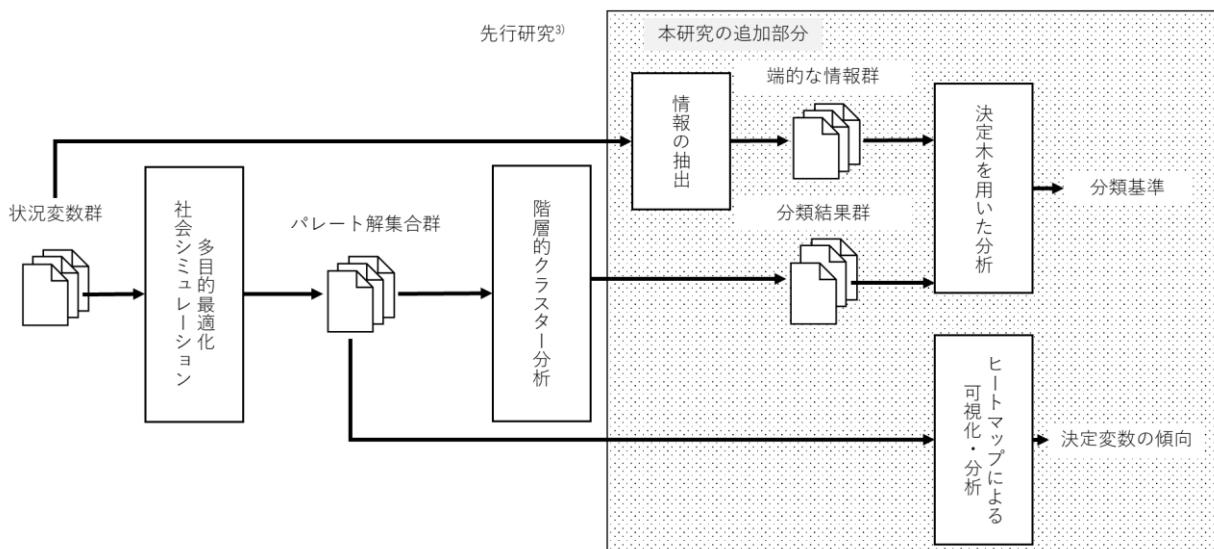 先行研究3)
本研究の追加部分
端的な情報群
情報の抽出
決定木を用いた分析
分類基準
状況変数群
多目的最適化
社会シミュレーション
パレート解集合群
階層的クラスター分析
分類結果群
ヒートマップによる
可視化・分析
決定変数の傾向